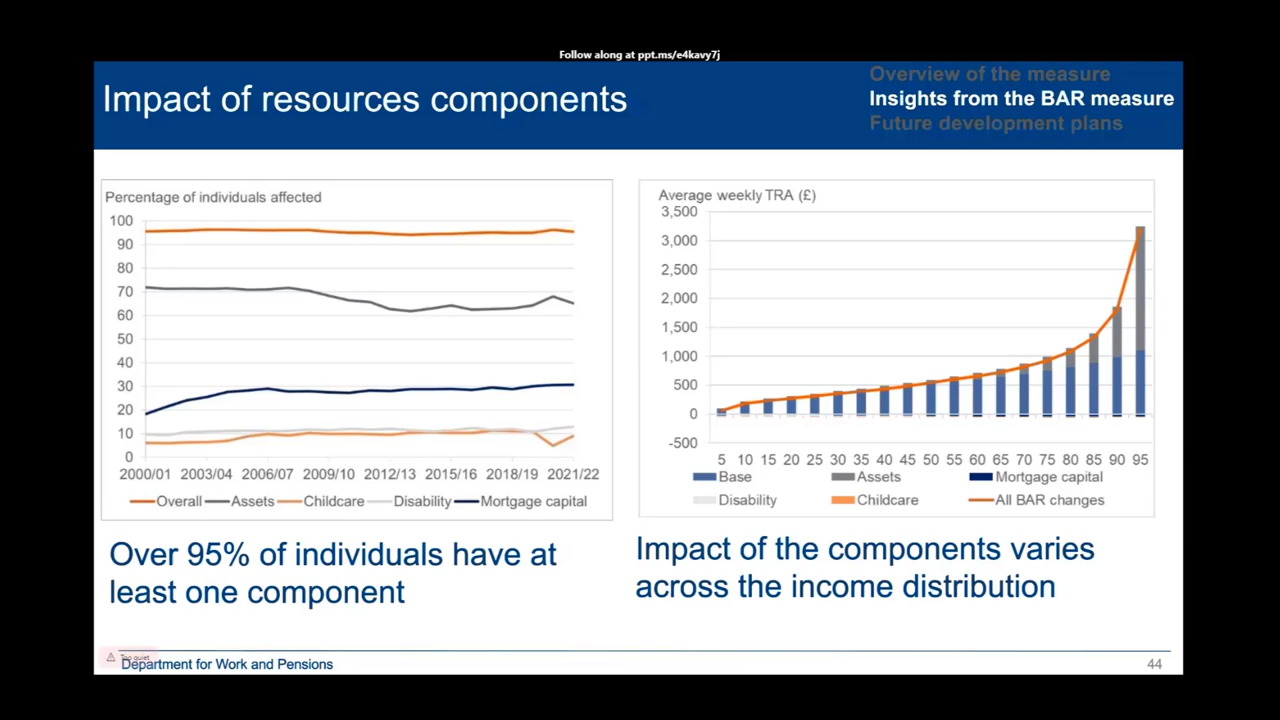 Follow along at ppt.ms/e4kavy7j
Impact of resources components
Overview of the measure
Insights from the BAR measure
Future development plans
Percentage of individuals affected
100
90
80
70
60
50
40
30
20
10
0
2000/01 2003/04 2006/07 2009/10 2012/13 2015/16 2018/19 2021/22
Overall Assets Childcare Disability Mortgage capital
Over 95% of individuals have at
least one component
Average weekly TRA (£)
3,500
3,000
2,500
2,000
1,500
1,000
500
0
-500
5 10 15 20 25 30 35 40 45 50 55 60 65 70 75 80 85 90 95
Base Assets Mortgage capital
Disability Childcare All BAR changes
Impact of the components varies
across the income distribution
Too quiet
Department for Work and Pensions
44